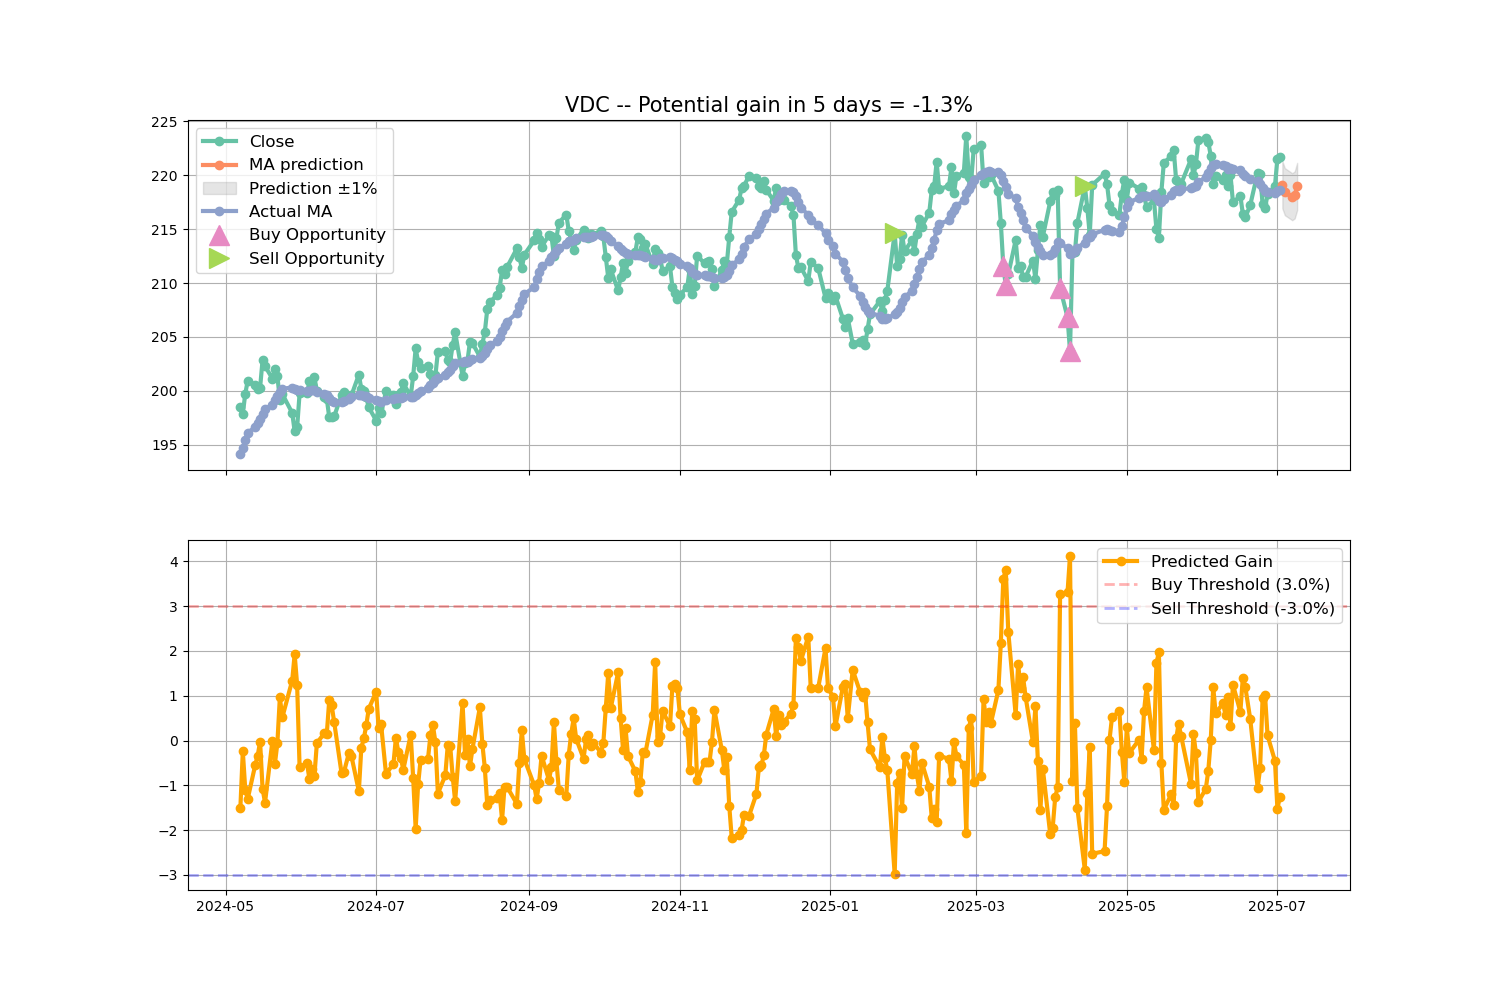 VDC -- Potential gain in 5 days = -1.3%
225
220
215
210
205
200
195
Close
MA prediction
Prediction ±1%
Actual MA
Buy Opportunity
Sell Opportunity
4
3
2
1
0
−1
−2
−3
Predicted Gain
Buy Threshold (3.0%)
Sell Threshold (-3.0%)
2024-05 2024-07 2024-09 2024-11 2025-01 2025-03 2025-05 2025-07